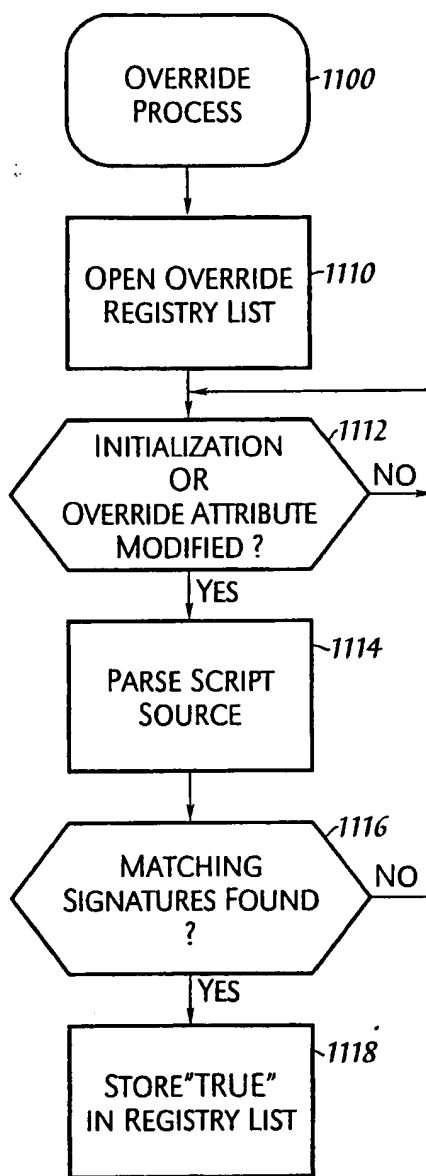 OVERRIDE
PROCESS
1100
OPEN OVERRIDE
REGISTRY LIST
1110
INITIALIZATION
OR
OVERRIDE ATTRIBUTE
MODIFIED ?
1112
NO
YES
PARSE SCRIPT
SOURCE
1114
MATCHING
SIGNATURES FOUND
?
1116
NO
YES
STORE"TRUE"
IN REGISTRY LIST
1118